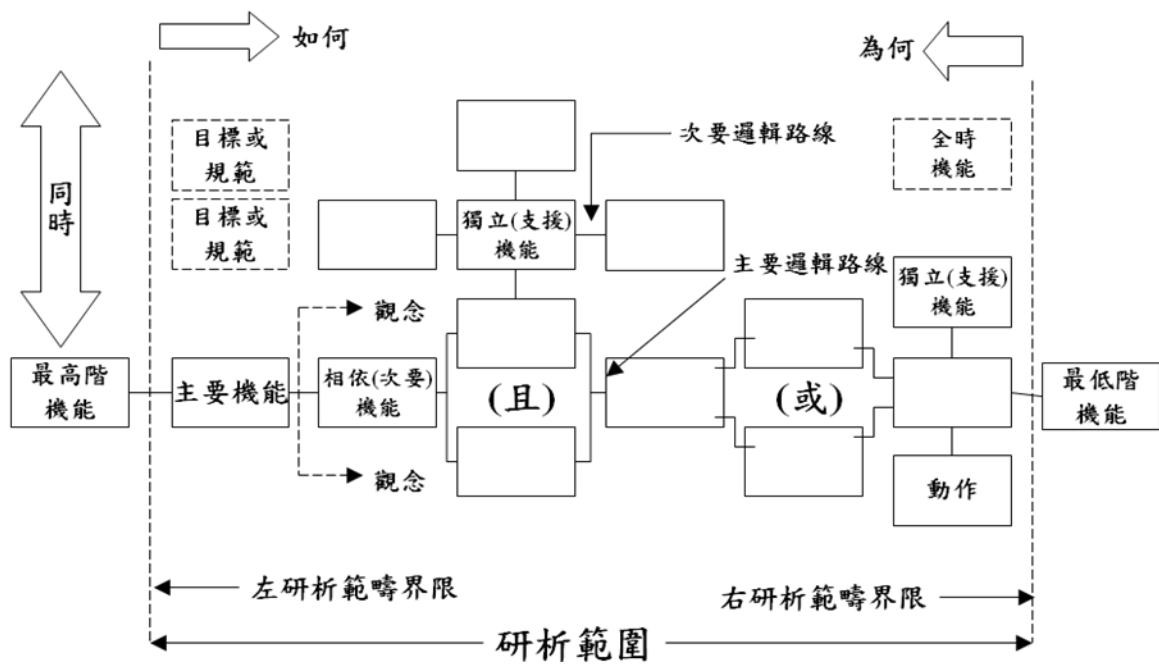 如何
為何
同時
目標或
規範
目標或
規範
次要邏輯路線
全時
機能
獨立(支援)
機能
主要邏輯路線
獨立(支援)
機能
觀念
最高階
機能
主要機能
相依(次要)
機能
(且)
(或)
最低階
機能
觀念
動作
左研析範疇界限
右研析範疇界限
研析範圍